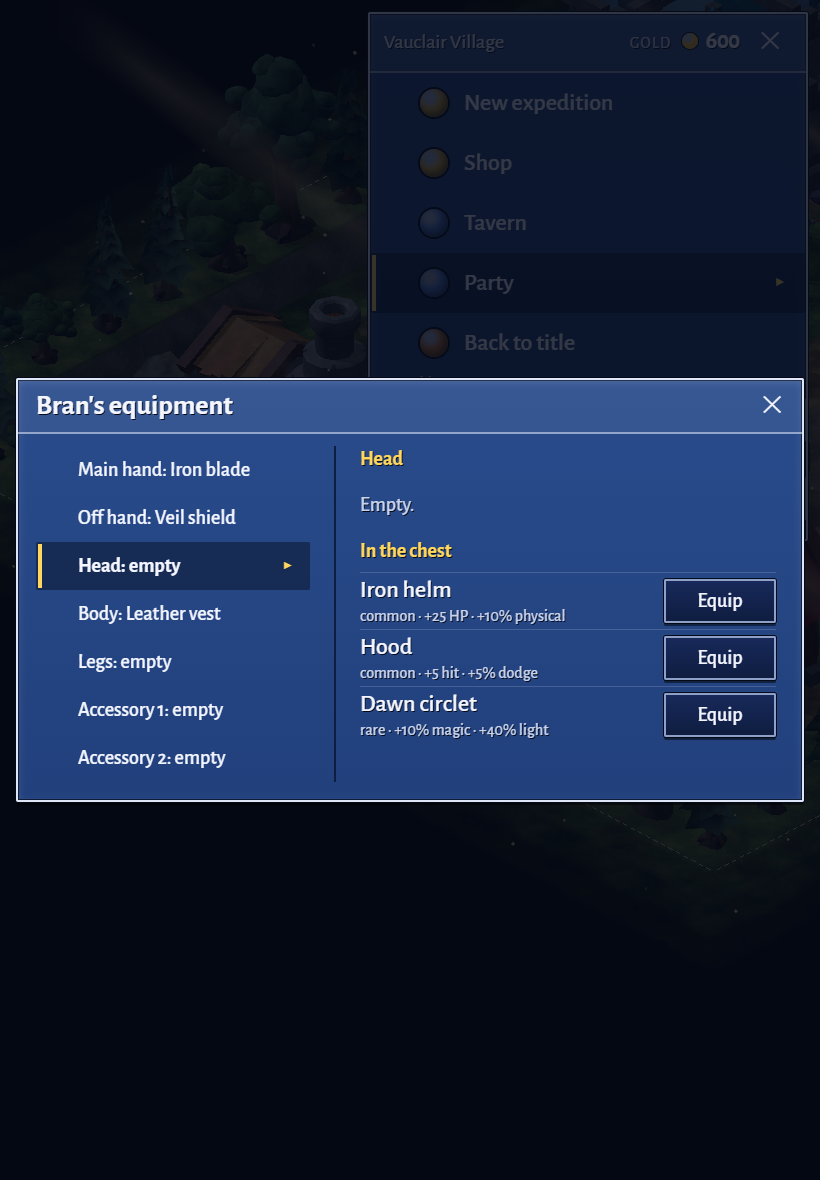 Vauclair Village
GOLD 600
New expedition
Shop
Tavern
Party
Back to title
Bran's equipment
Main hand: Iron blade
Off hand: Veil shield
Head: empty
Body: Leather vest
Legs: empty
Accessory 1: empty
Accessory 2: empty
Head
Empty.
In the chest
Iron helm
common · +25 HP · +10% physical
Equip
Hood
common · +5 hit · +5% dodge
Equip
Dawn circlet
rare · +10% magic · +40% light
Equip